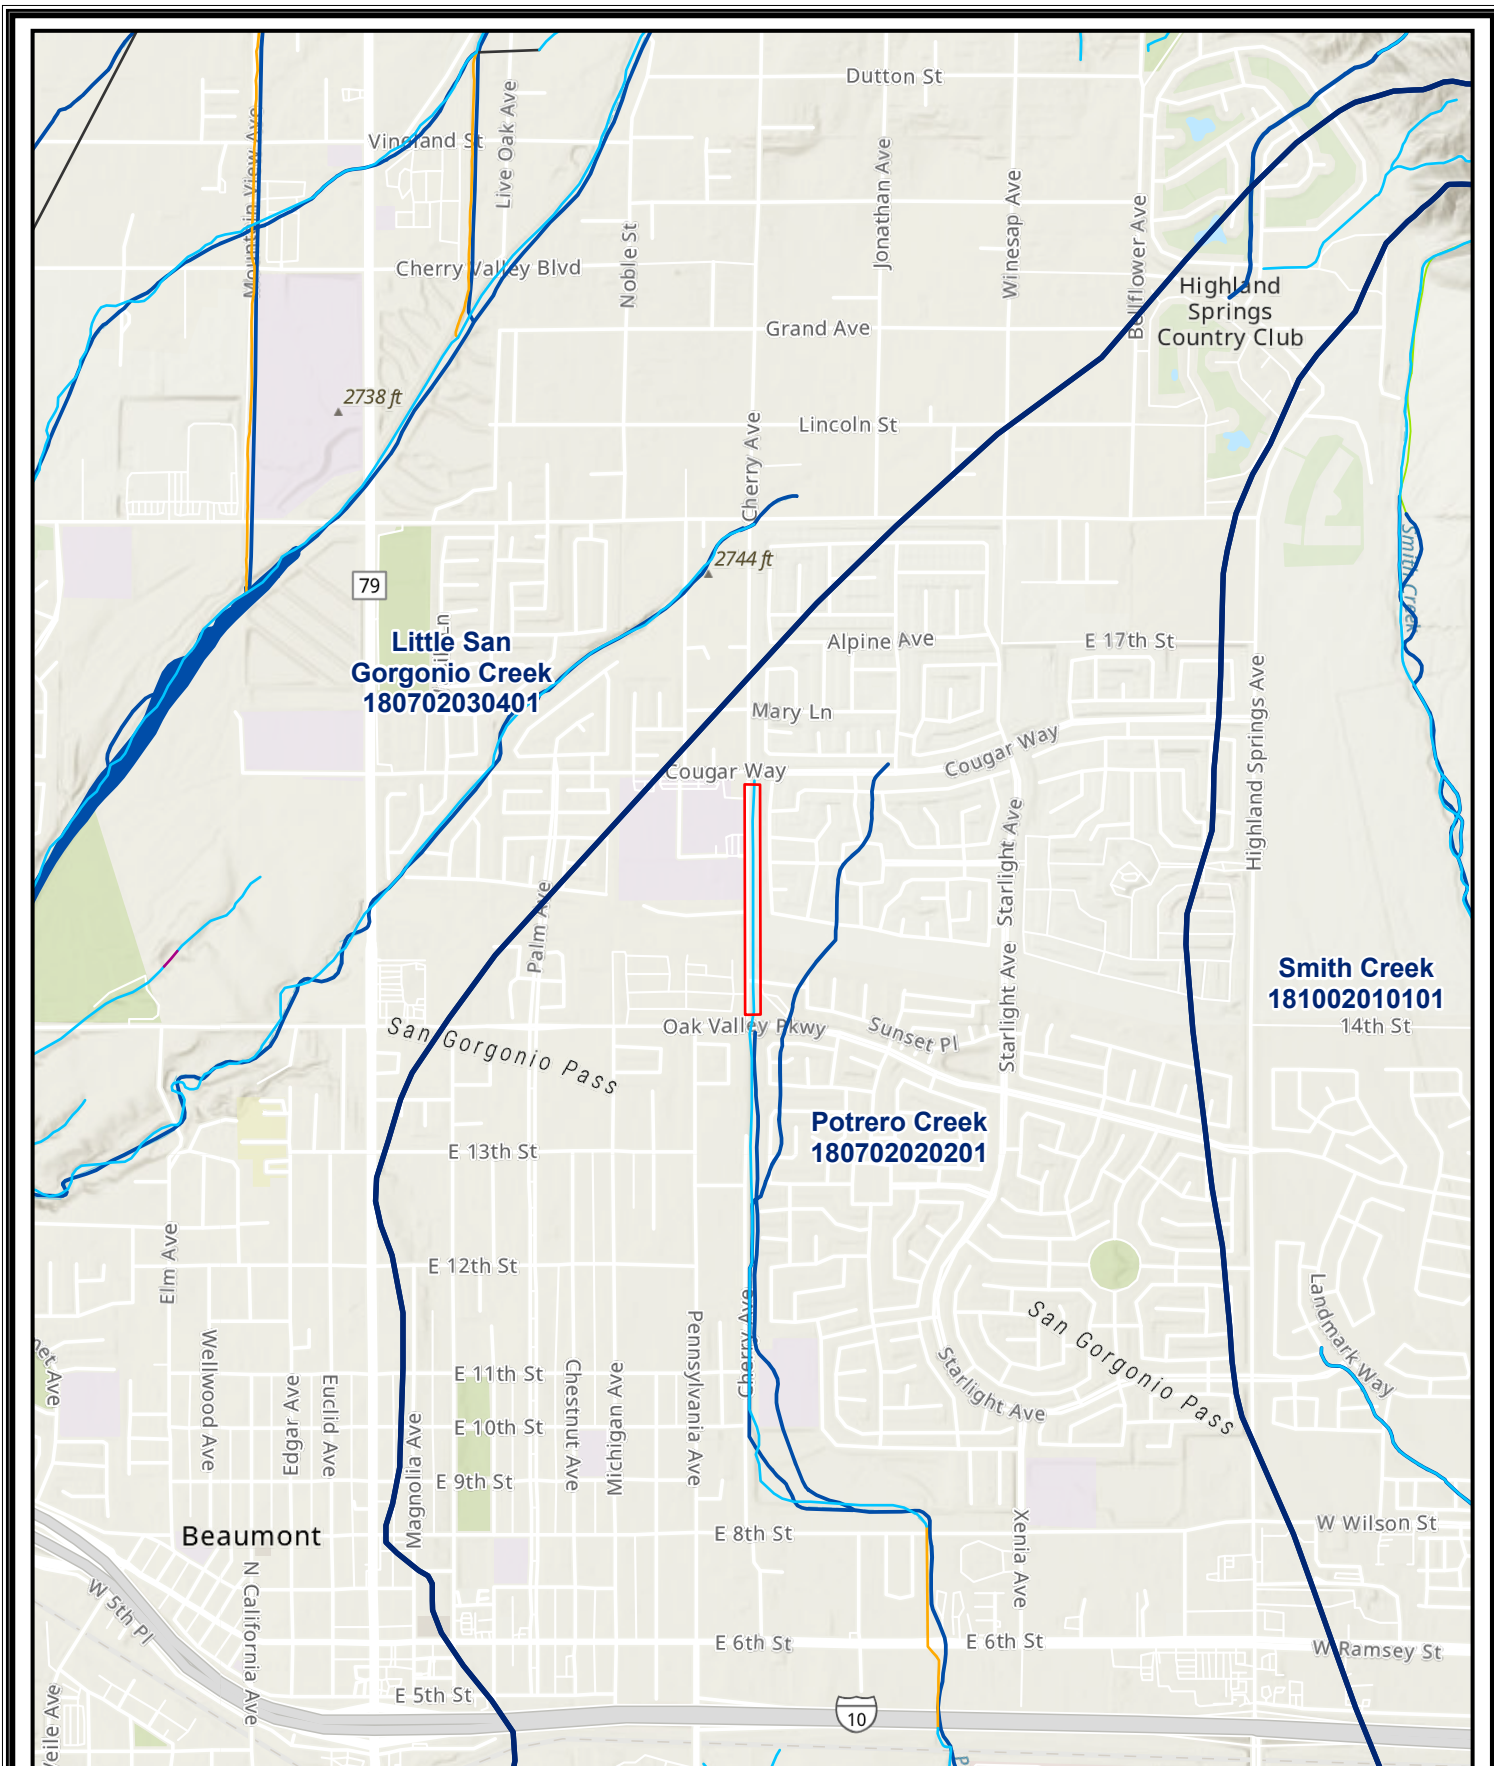 Dutton St
Vineland St
Live Oak Ave
Mountain View Ave
Jonathan Ave
Winesap Ave
Bellflower Ave
Noble St
Cherry Valley Blvd
Highland
Springs
Country Club
Grand Ave
2738 ft
Lincoln St
Cherry Ave
2744 ft
79
Smith Creek
Little San
Gorgonio Creek
180702030401
Alpine Ave
E 17th St
Highland Springs Ave
Mary Ln
Cougar Way
Cougar Way
Starlight Ave
Palm Ave
Starlight Ave
Smith Creek
181002010101
14th St
San Gorgonio Pass
Oak Valley Pkwy
Sunset Pl
Potrero Creek
180702020201
E 13th St
Elm Ave
E 12th St
Cherry Ave
San Gorgonio Pass
Landmark Way
Wellwood Ave
Edgar Ave
Euclid Ave
Magnolia Ave
E 11th St
Chestnut Ave
Michigan Ave
Pennsylvania Ave
Starlight Ave
E 10th St
E 9th St
Beaumont
E 8th St
Xenia Ave
W Wilson St
W 5th Pl
N California Ave
E 6th St
E 6th St
W Ramsey St
E 5th St
10